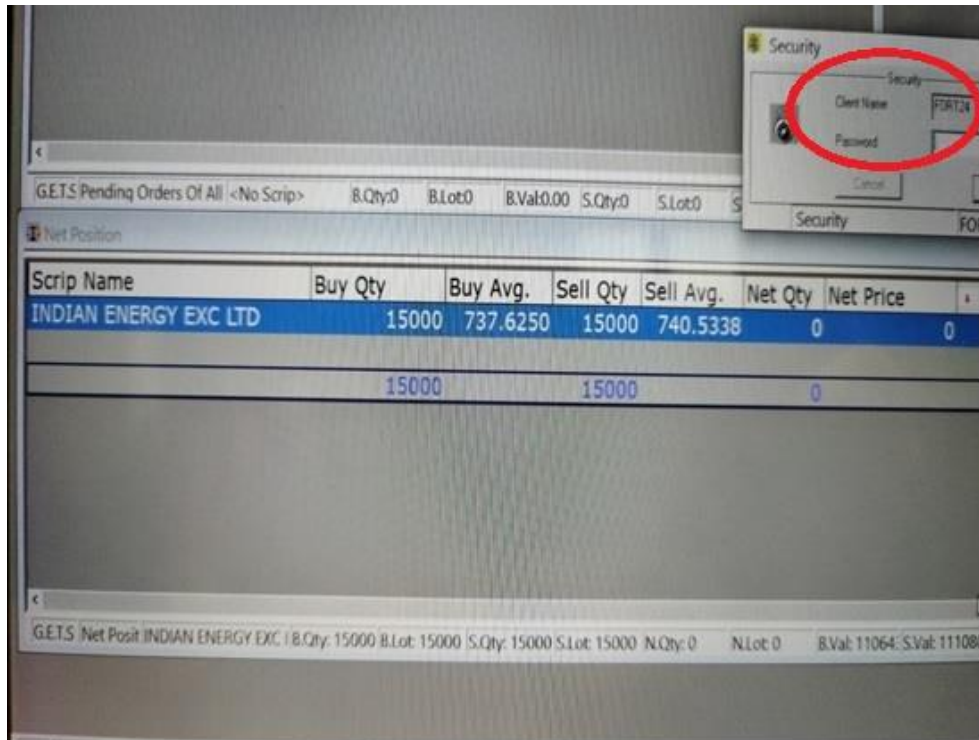 Security
Security
Client Name FORT24
Password
Cancel
Security
G.E.T.S Pending Orders Of All <No Scrip> B.Qty:0 B.Lot:0 B.Val:0.00 S.Qty:0 S.Lot:0 S
Net Position
Scrip Name Buy Qty Buy Avg. Sell Qty Sell Avg. Net Qty Net Price
INDIAN ENERGY EXC LTD 15000 737.6250 15000 740.5338 0 0
15000 15000 0
G.E.T.S Net Posit INDIAN ENERGY EXC I B.Qty: 15000 B.Lot: 15000 S.Qty: 15000 S.Lot: 15000 N.Qty: 0 N.Lot: 0 B.Val: 11064 S.Val: